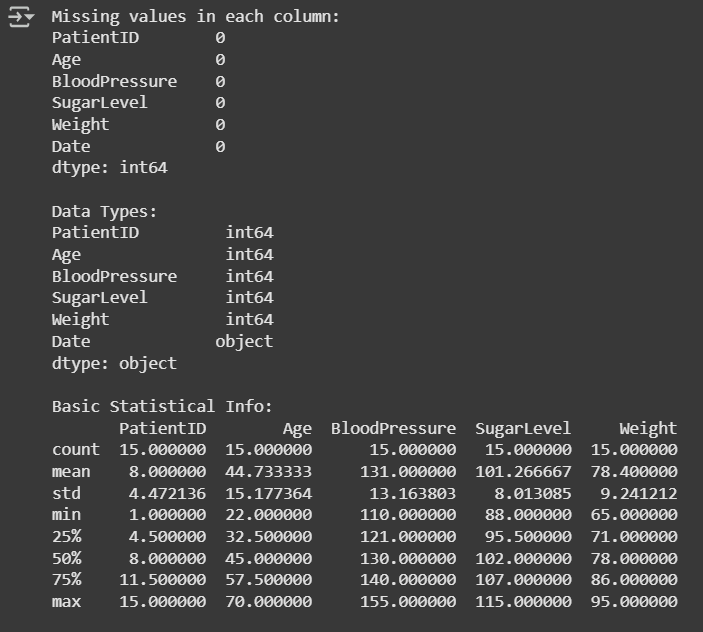 Missing values in each column:
PatientID        0
Age              0
BloodPressure    0
SugarLevel       0
Weight           0
Date             0
dtype: int64

Data Types:
PatientID         int64
Age               int64
BloodPressure     int64
SugarLevel        int64
Weight            int64
Date             object
dtype: object

Basic Statistical Info:
       PatientID        Age  BloodPressure  SugarLevel     Weight
count  15.000000  15.000000      15.000000   15.000000  15.000000
mean    8.000000  44.733333     131.000000  101.266667  78.400000
std     4.472136  15.177364      13.163803    8.013085   9.241212
min     1.000000  22.000000     110.000000   88.000000  65.000000
25%     4.500000  32.500000     121.000000   95.500000  71.000000
50%     8.000000  45.000000     130.000000  102.000000  78.000000
75%    11.500000  57.500000     140.000000  107.000000  86.000000
max    15.000000  70.000000     155.000000  115.000000  95.000000